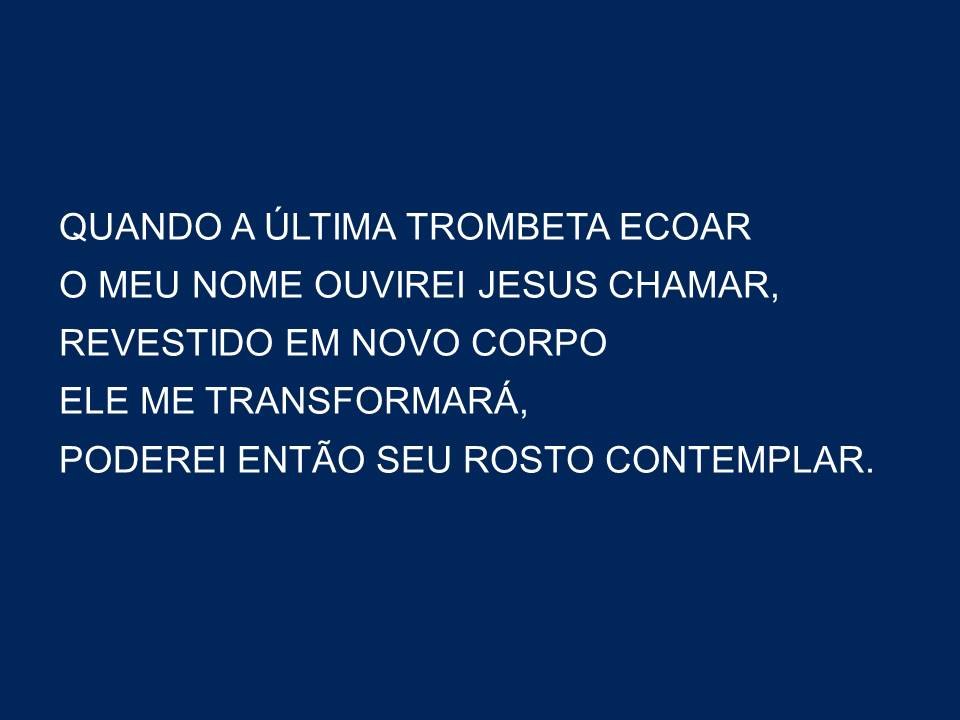 QUANDO A ÚLTIMA TROMBETA ECOAR
O MEU NOME OUVIREI JESUS CHAMAR,
REVESTIDO EM NOVO CORPO
ELE ME TRANSFORMARÁ,
PODEREI ENTÃO SEU ROSTO CONTEMPLAR.